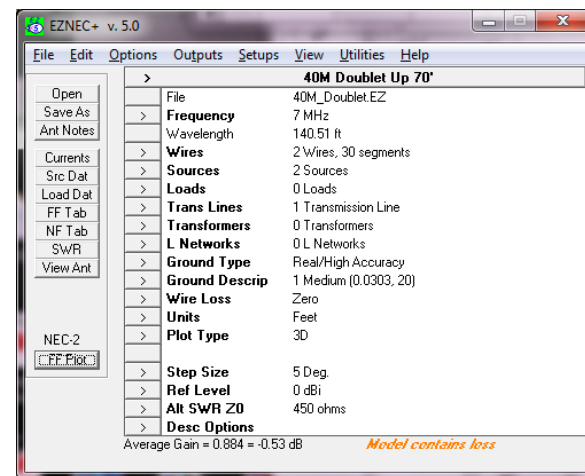 EZNEC+ v. 5.0
File Edit Options Outputs Setups View Utilities Help
> 40M Doublet Up 70'
Open
Save As
Ant Notes
Currents
Src Dat
Load Dat
FF Tab
NF Tab
SWR
View Ant
NEC-2
FF Plot
File 40M_Doublet.EZ
> Frequency 7 MHz
Wavelength 140.51 ft
> Wires 2 Wires, 30 segments
> Sources 2 Sources
> Loads 0 Loads
> Trans Lines 1 Transmission Line
> Transformers 0 Transformers
> L Networks 0 L Networks
> Ground Type Real/High Accuracy
> Ground Descrip 1 Medium (0.0303, 20)
> Wire Loss Zero
> Units Feet
> Plot Type 3D
> Step Size 5 Deg.
> Ref Level 0 dBi
> Alt SWR Z0 450 ohms
> Desc Options
Average Gain = 0.884 = -0.53 dB Model contains loss